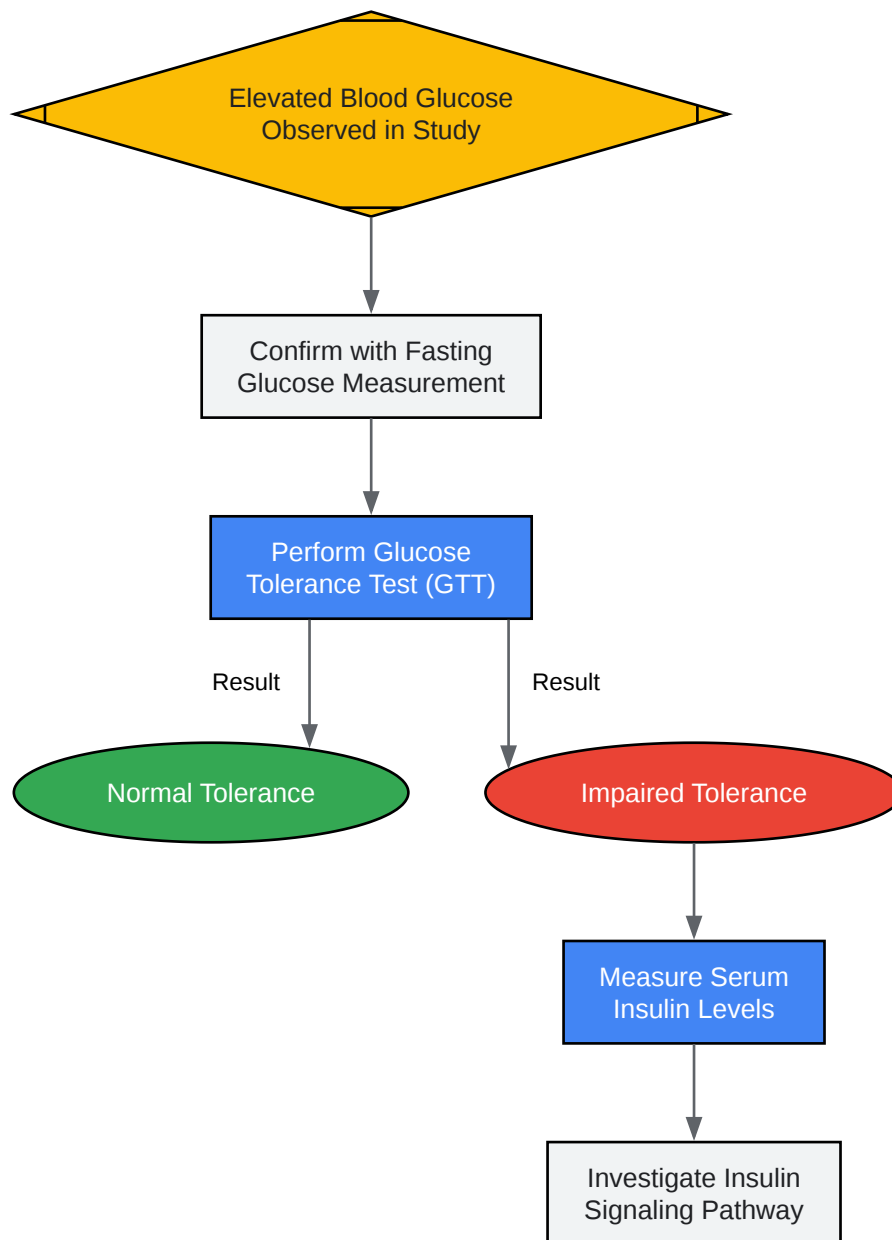 Elevated Blood Glucose
Observed in Study
Confirm with Fasting
Glucose Measurement
Perform Glucose
Tolerance Test (GTT)
Result
Result
Normal Tolerance
Impaired Tolerance
Measure Serum
Insulin Levels
Investigate Insulin
Signaling Pathway